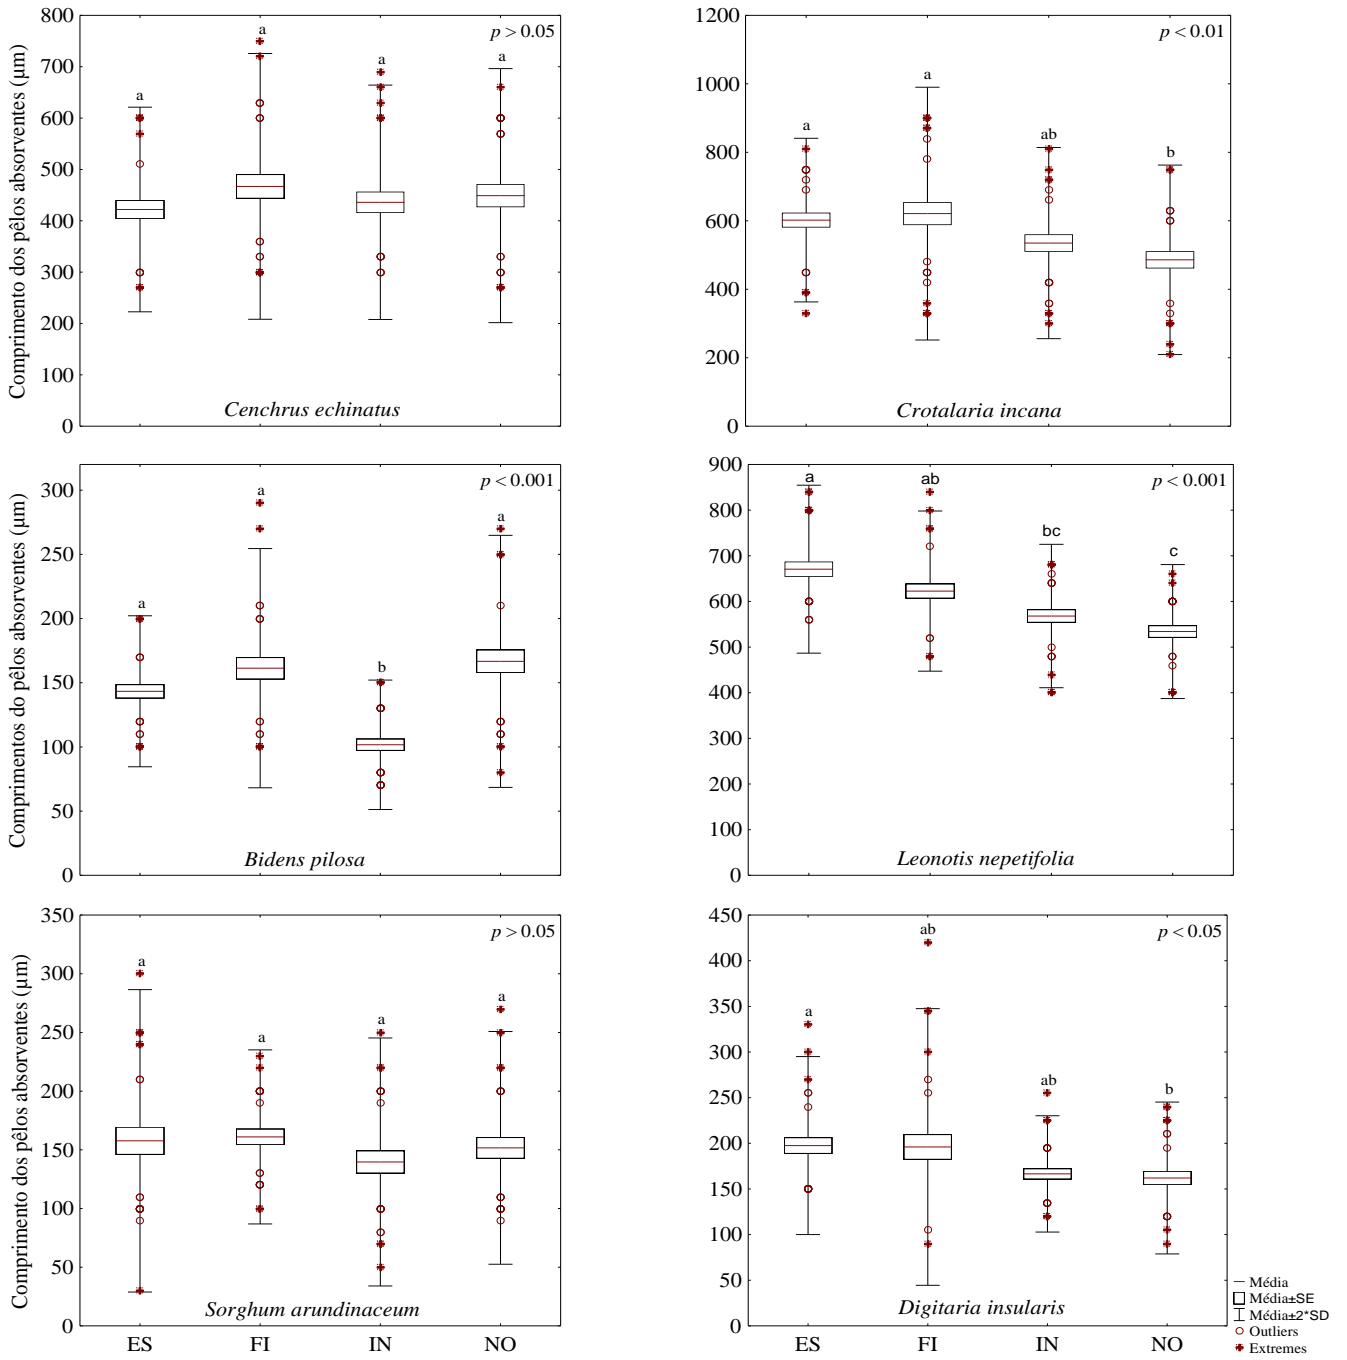 Comprimento dos pêlos absorventes (µm)
800
700
600
500
400
300
200
100
0
a
a
a
a
p > 0.05
Cenchrus echinatus
1200
1000
800
600
400
200
0
a
a
ab
b
p < 0.01
Crotalaria incana
Comprimentos do pêlos absorventes (µm)
300
250
200
150
100
50
0
a
a
b
a
p < 0.001
Bidens pilosa
900
800
700
600
500
400
300
200
100
0
a
ab
bc
c
p < 0.001
Leonotis nepetifolia
Comprimento dos pêlos absorventes (µm)
350
300
250
200
150
100
50
0
a
a
a
a
p > 0.05
Sorghum arundinaceum
ES FI IN NO
450
400
350
300
250
200
150
100
50
0
a
ab
ab
b
p < 0.05
Digitaria insularis
ES FI IN NO
Média
Média±SE
Média±2*SD
Outliers
Extremes